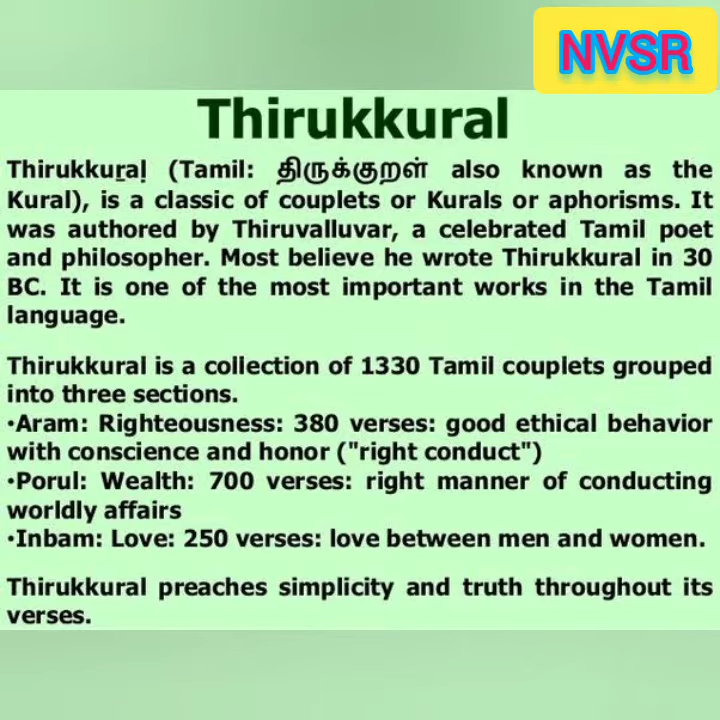 NVSR
Thirukkural
Thirukkuṟaḷ (Tamil: திருக்குறள் also known as the
Kural), is a classic of couplets or Kurals or aphorisms. It
was authored by Thiruvalluvar, a celebrated Tamil poet
and philosopher. Most believe he wrote Thirukkural in 30
BC. It is one of the most important works in the Tamil
language.
Thirukkural is a collection of 1330 Tamil couplets grouped
into three sections.
•Aram: Righteousness: 380 verses: good ethical behavior
with conscience and honor ("right conduct")
•Porul: Wealth: 700 verses: right manner of conducting
worldly affairs
•Inbam: Love: 250 verses: love between men and women.
Thirukkural preaches simplicity and truth throughout its
verses.